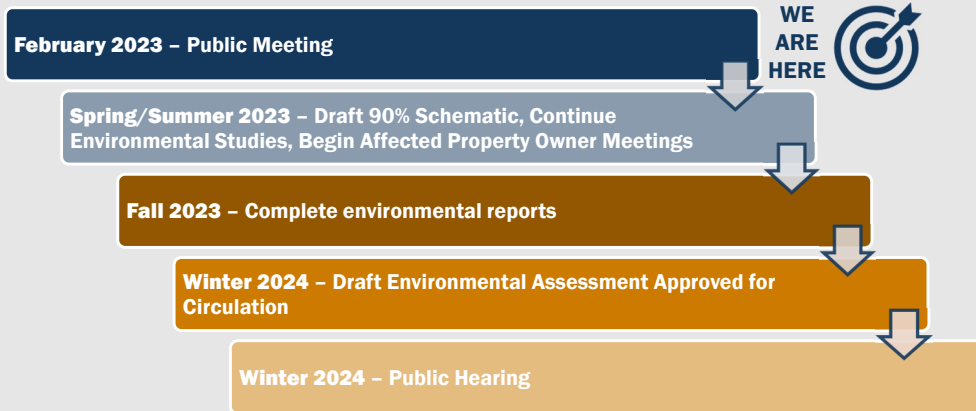 February 2023 – Public Meeting
WE
ARE
HERE
Spring/Summer 2023 – Draft 90% Schematic, Continue
Environmental Studies, Begin Affected Property Owner Meetings
Fall 2023 – Complete environmental reports
Winter 2024 – Draft Environmental Assessment Approved for
Circulation
Winter 2024 – Public Hearing